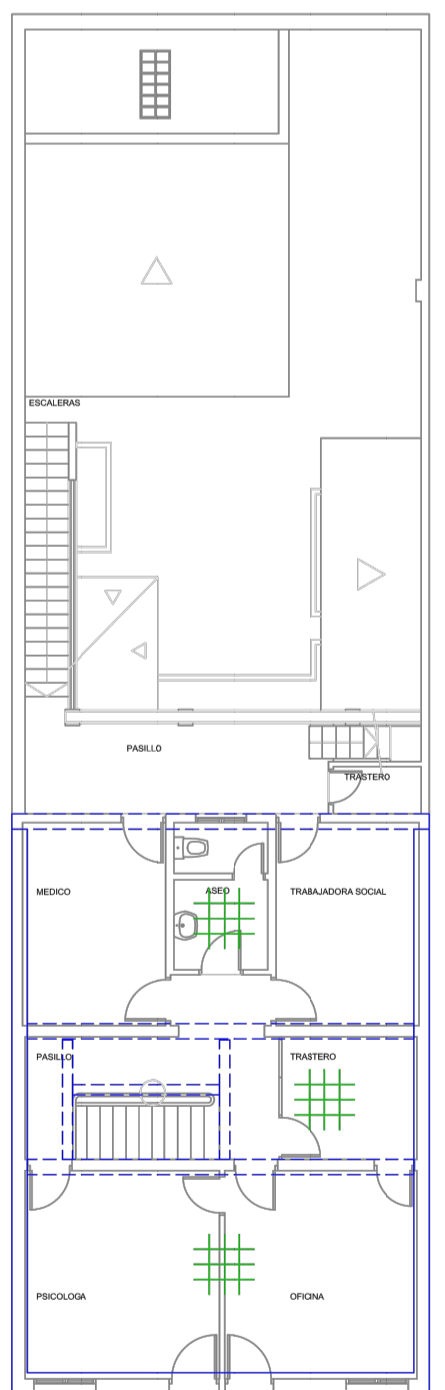 ESCALERAS
PASILLO
TRASTERO
MEDICO
ASEO
TRABAJADORA SOCIAL
PASILLO
TRASTERO
PSICOLOGA
OFICINA